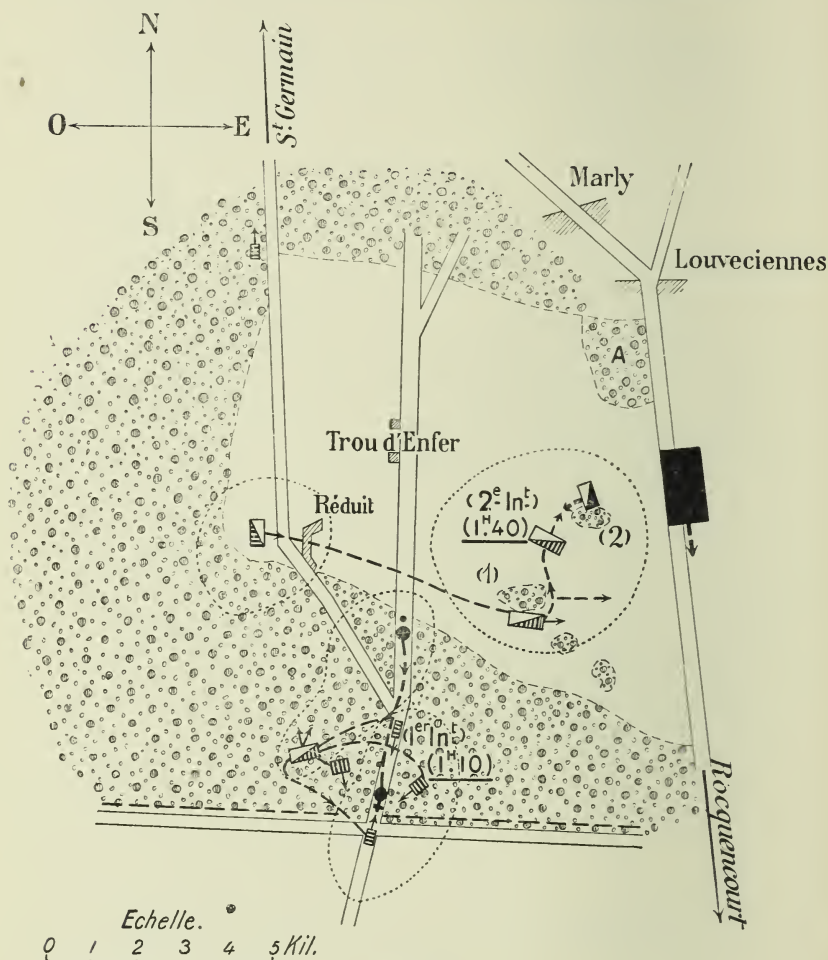 N
O
E
S
St Germain
Marly
Louveciennes
A
Trou d'Enfer
Réduit
(2e Int)
(1H.40)
(2)
(1)
(1er Int)
(1H.10)
Rocquencourt
Echelle.
0 1 2 3 4 5 Kil.